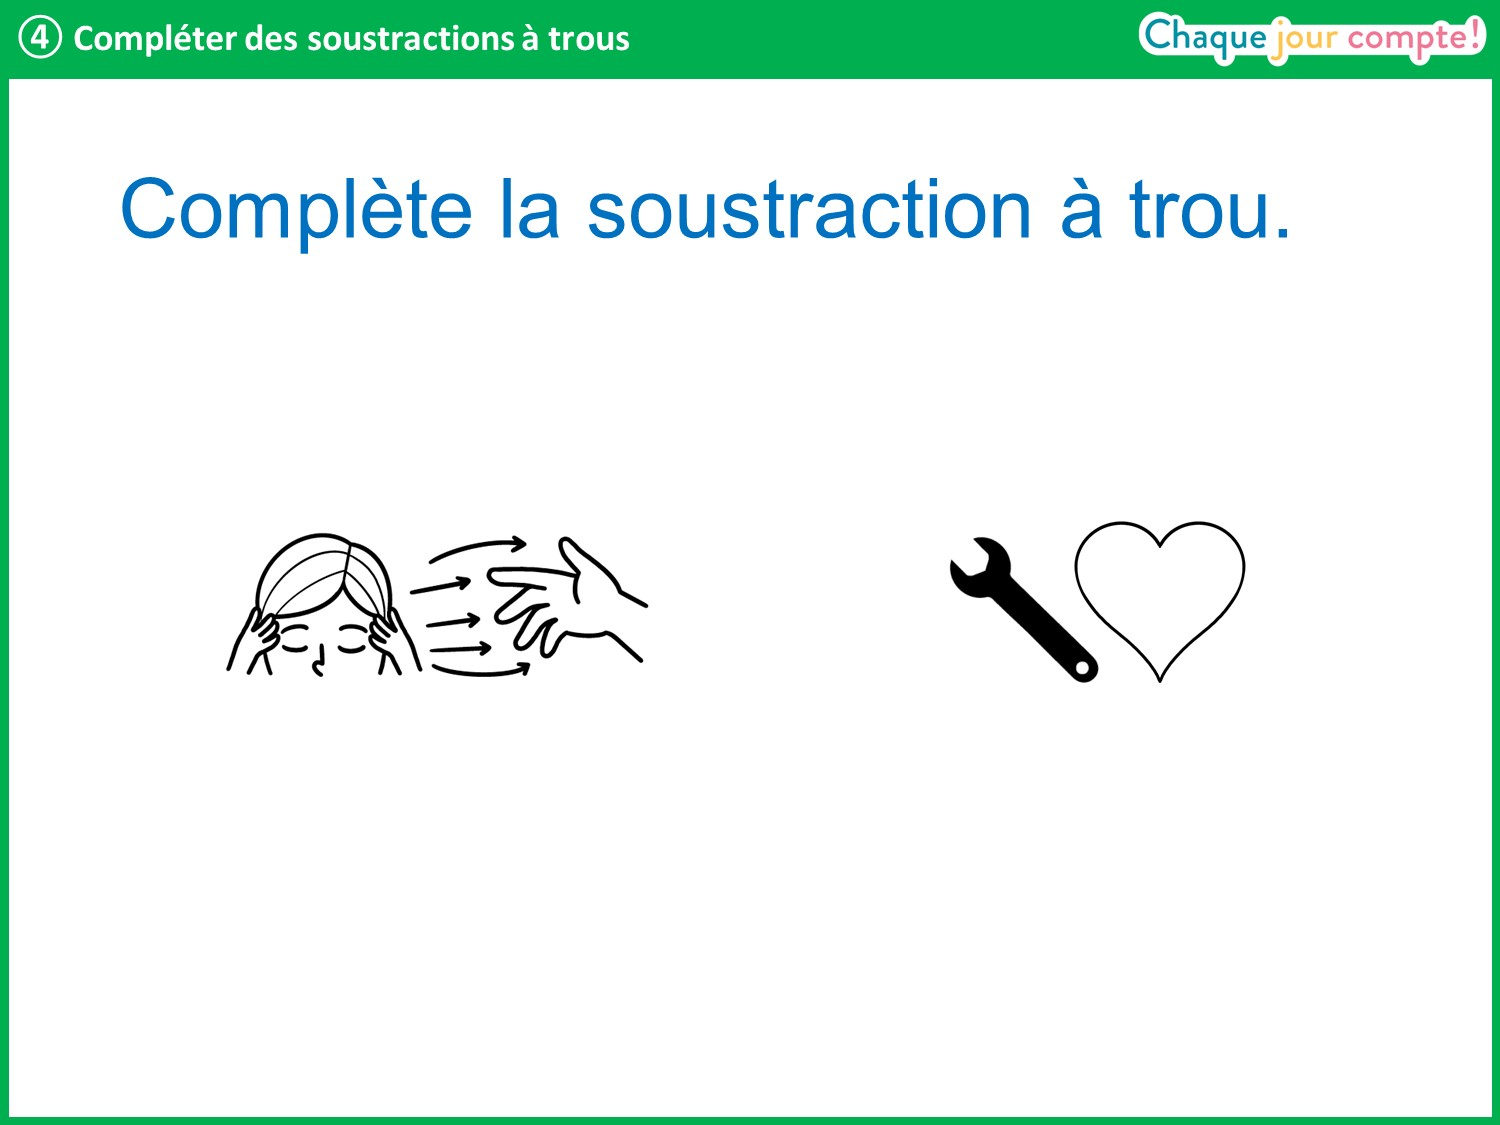 ④ Compléter des soustractions à trous
Chaque jour compte!
Complète la soustraction à trou.